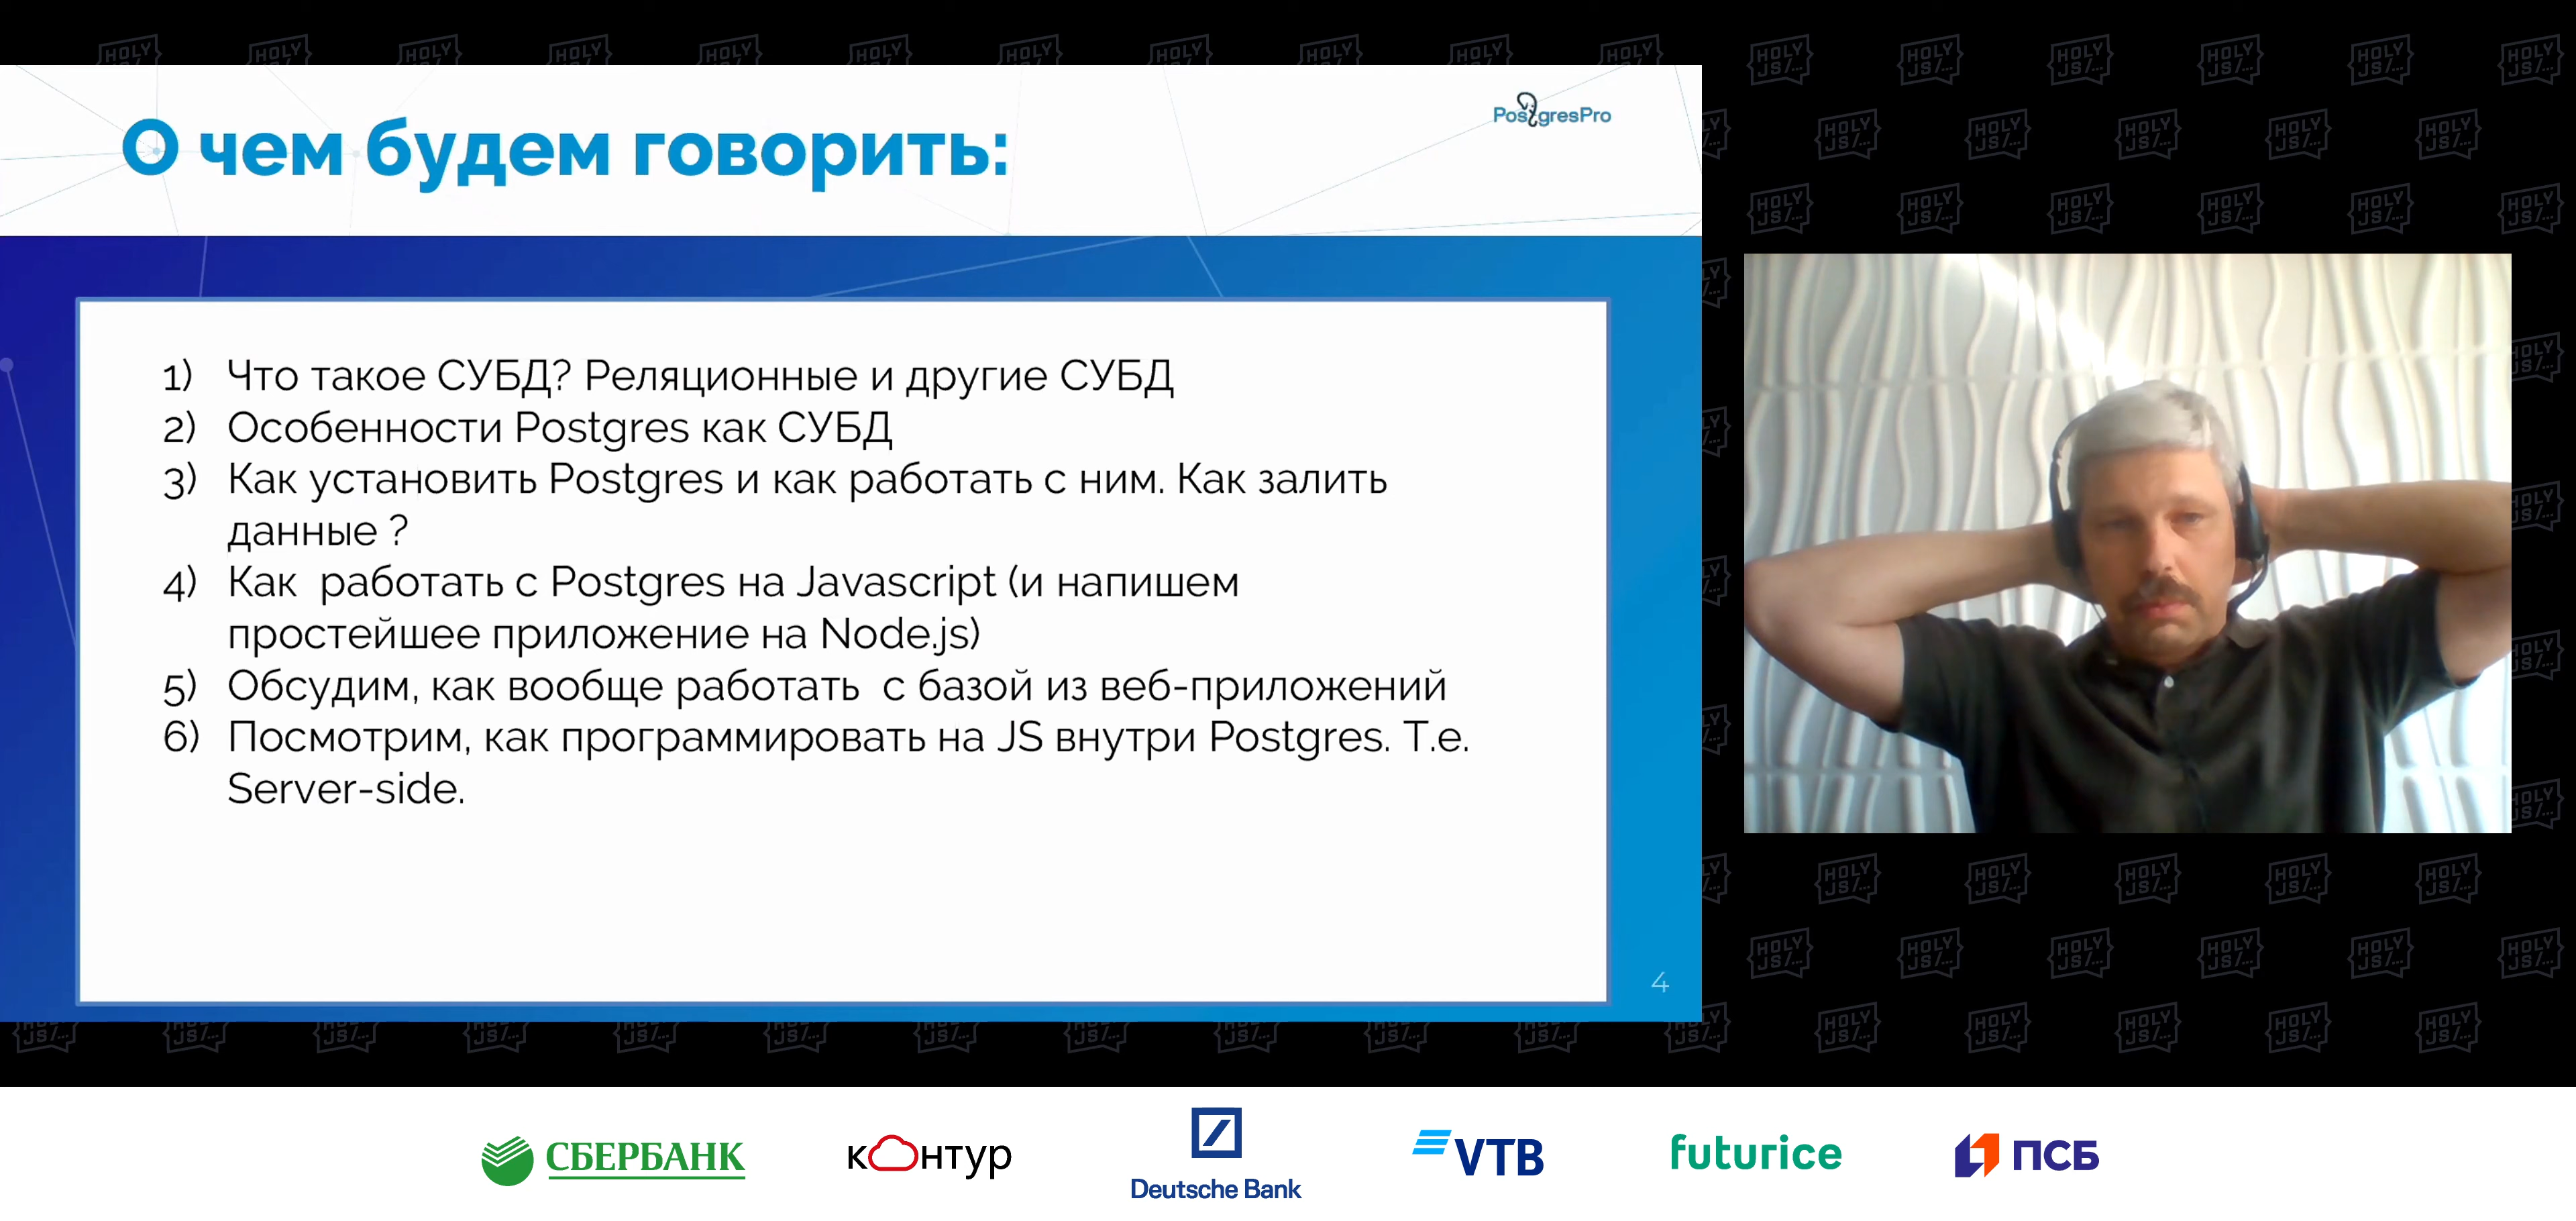 О чем будем говорить:
PostgresPro
1) Что такое СУБД? Реляционные и другие СУБД
2) Особенности Postgres как СУБД
3) Как установить Postgres и как работать с ним. Как залить
данные ?
4) Как  работать с Postgres на Javascript (и напишем
простейшее приложение на Node.js)
5) Обсудим, как вообще работать  с базой из веб-приложений
6) Посмотрим, как программировать на JS внутри Postgres. Т.е.
Server-side.
4
HOLY
JS/...
СБЕРБАНК
контур
Deutsche Bank
VTB
futurice
ПСБ